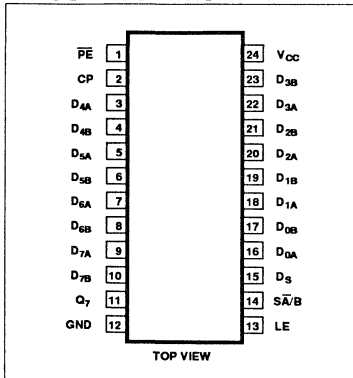 P̅E̅ 1 24 VCC
CP 2 23 D3B
D4A 3 22 D3A
D4B 4 21 D2B
D5A 5 20 D2A
D5B 6 19 D1B
D6A 7 18 D1A
D6B 8 17 D0B
D7A 9 16 D0A
D7B 10 15 DS
Q7 11 14 SA̅/B
GND 12 13 LE
TOP VIEW